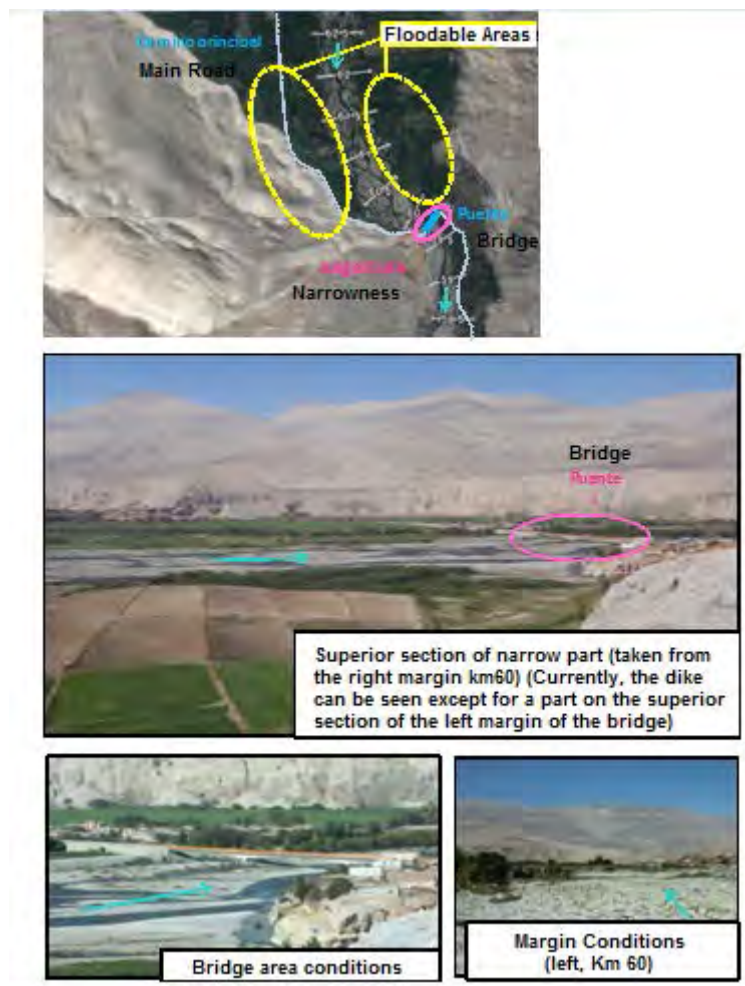 Camino principal
Main Road
Floodable Areas
Puente
Bridge
Narrowness
Bridge
Puente
Superior section of narrow part (taken from
the right margin km60) (Currently, the dike
can be seen except for a part on the superior
section of the left margin of the bridge)
Bridge area conditions
Margin Conditions
(left, Km 60)